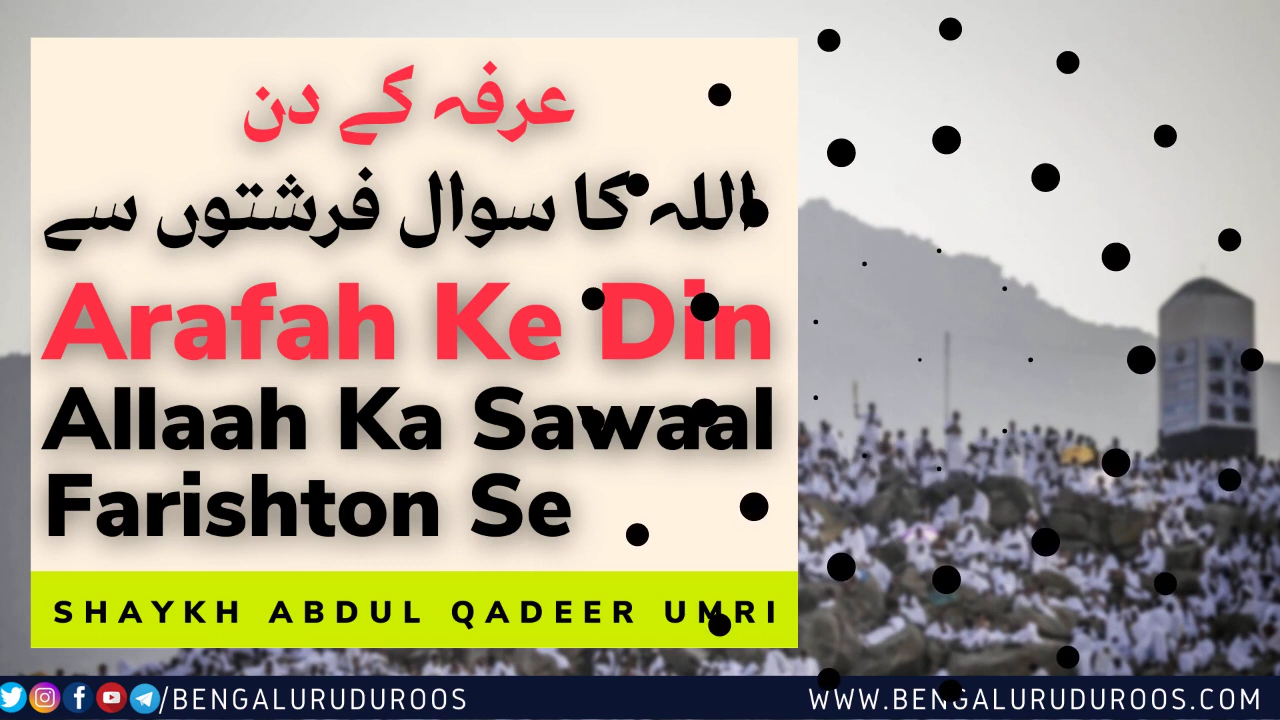 عرفہ کے دن
اللہ کا سوال فرشتوں سے
Arafah Ke Din
Allaah Ka Sawaal
Farishton Se
SHAYKH ABDUL QADEER UMRI
/BENGALURUDUROOS
WWW.BENGALURUDUROOS.COM